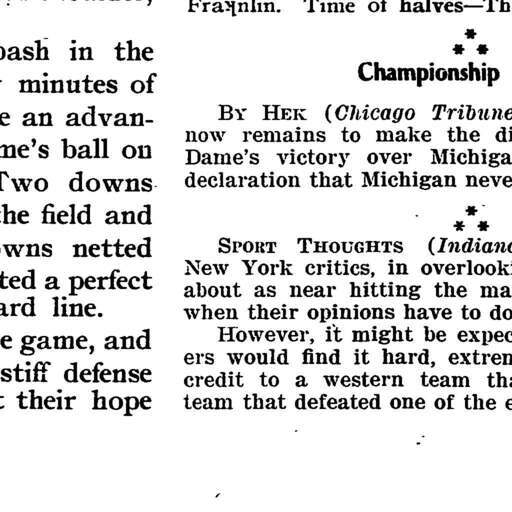 bash in the
minutes of
e an advan-
me's ball on
Two downs
the field and
owns netted
ted a perfect
ard line.
e game, and
stiff defense
t their hope
Franklin. Time of halves—Th
Championship
BY HEK (Chicago Tribune
now remains to make the di
Dame's victory over Michiga
declaration that Michigan neve
SPORT THOUGHTS (Indiana
New York critics, in overlooki
about as near hitting the ma
when their opinions have to do
However, it might be expec
ers would find it hard, extrem
credit to a western team tha
team that defeated one of the e